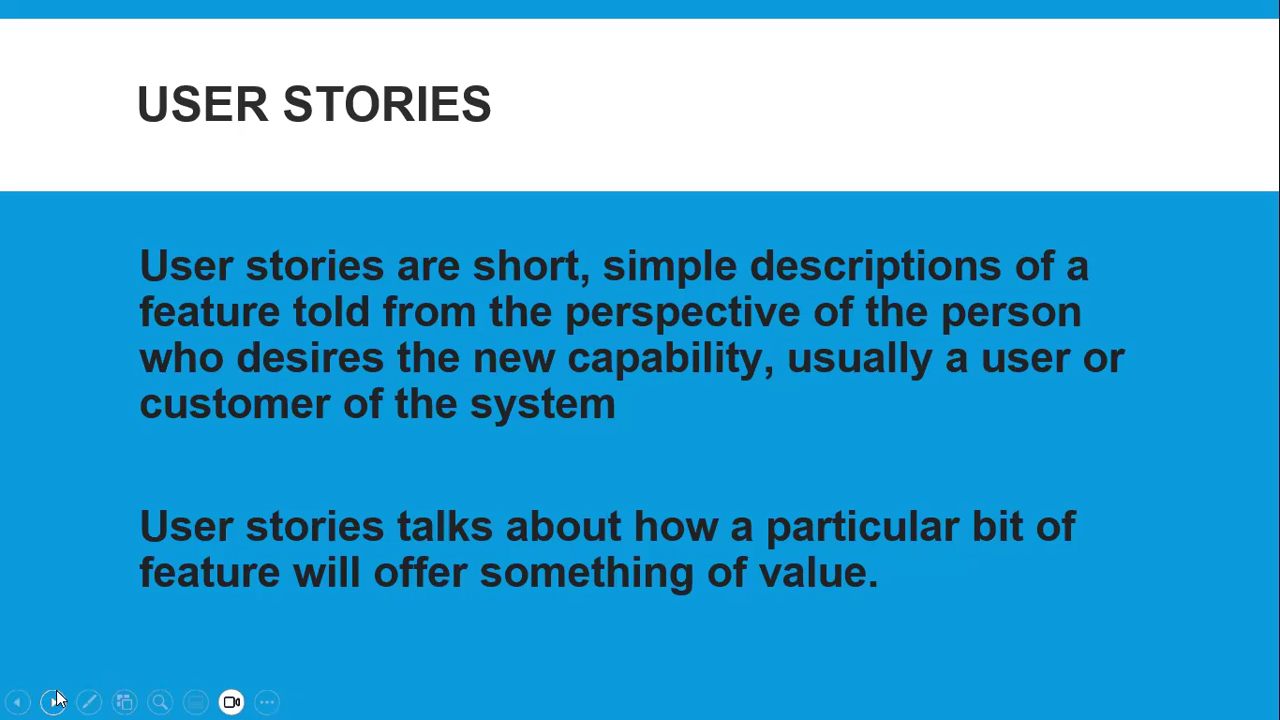 USER STORIES
User stories are short, simple descriptions of a
feature told from the perspective of the person
who desires the new capability, usually a user or
customer of the system
User stories talks about how a particular bit of
feature will offer something of value.